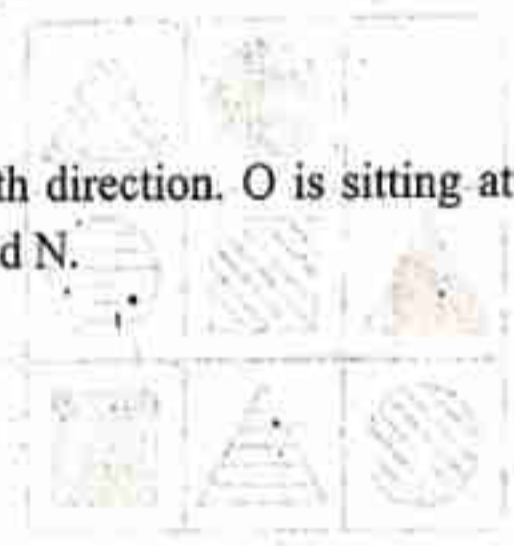 th direction. O is sitting at
d N.